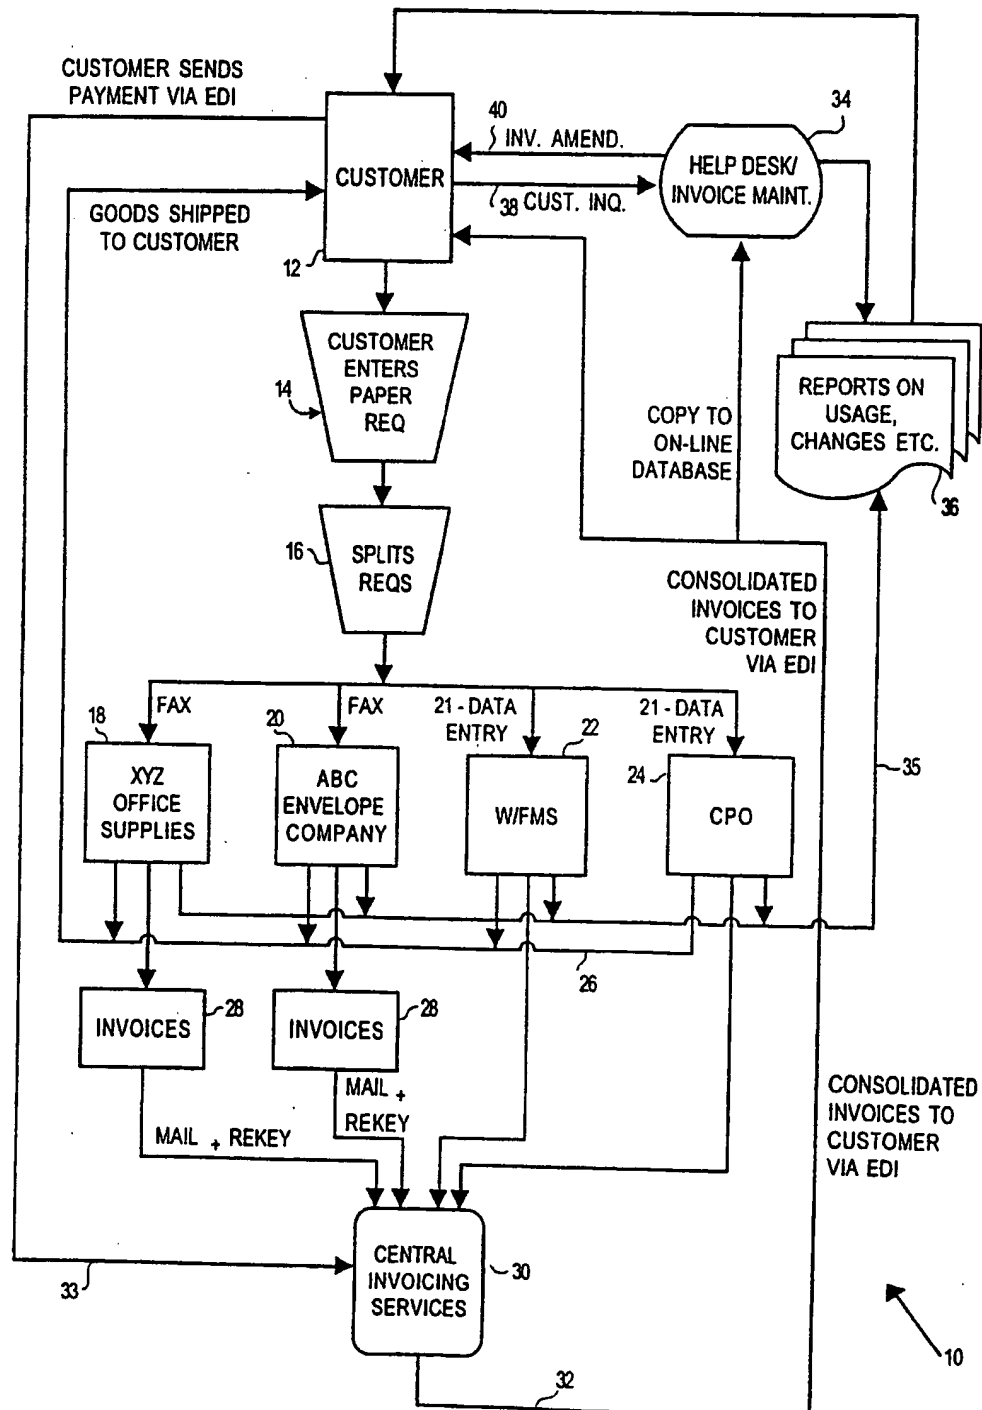 CUSTOMER SENDS
PAYMENT VIA EDI
40
INV. AMEND.
34
CUSTOMER
HELP DESK/
INVOICE MAINT.
38
CUST. INQ.
GOODS SHIPPED
TO CUSTOMER
12
CUSTOMER
ENTERS
PAPER
REQ
14
REPORTS ON
USAGE,
CHANGES ETC.
36
COPY TO
ON-LINE
DATABASE
16
SPLITS
REQS
CONSOLIDATED
INVOICES TO
CUSTOMER
VIA EDI
FAX
FAX
21 - DATA
ENTRY
21 - DATA
ENTRY
18
20
22
24
35
XYZ
OFFICE
SUPPLIES
ABC
ENVELOPE
COMPANY
W/FMS
CPO
26
INVOICES
28
INVOICES
28
MAIL +
REKEY
MAIL + REKEY
CONSOLIDATED
INVOICES TO
CUSTOMER
VIA EDI
CENTRAL
INVOICING
SERVICES
30
33
32
10